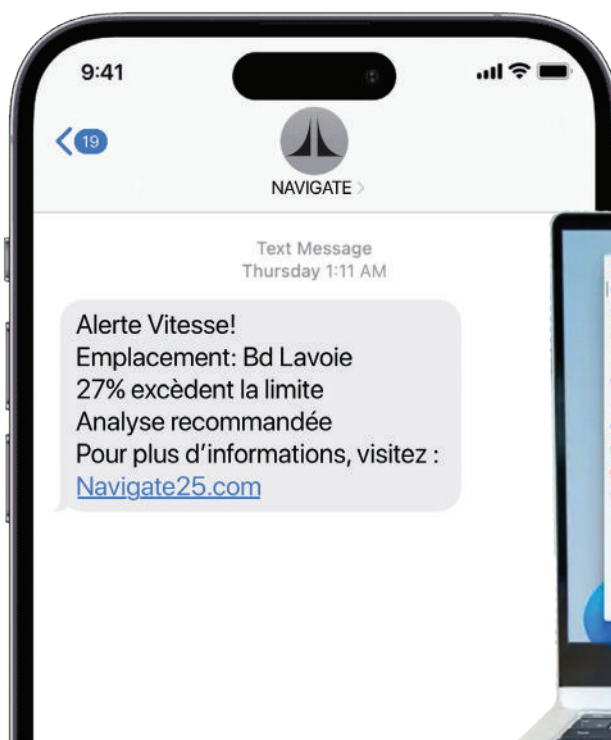 9:41
19
NAVIGATE
Text Message
Thursday 1:11 AM
Alerte Vitesse!
Emplacement: Bd Lavoie
27% excèdent la limite
Analyse recommandée
Pour plus d’informations, visitez :
Navigate25.com